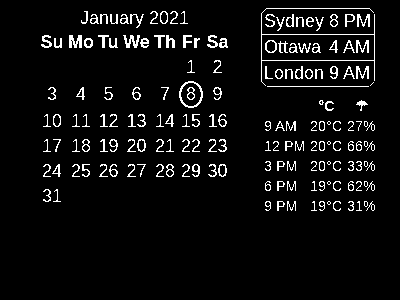 January 2021
Su Mo Tu We Th Fr Sa
1 2
3 4 5 6 7 8 9
10 11 12 13 14 15 16
17 18 19 20 21 22 23
24 25 26 27 28 29 30
31
Sydney 8 PM
Ottawa 4 AM
London 9 AM
°C
9 AM 20°C 27%
12 PM 20°C 66%
3 PM 20°C 33%
6 PM 19°C 62%
9 PM 19°C 31%